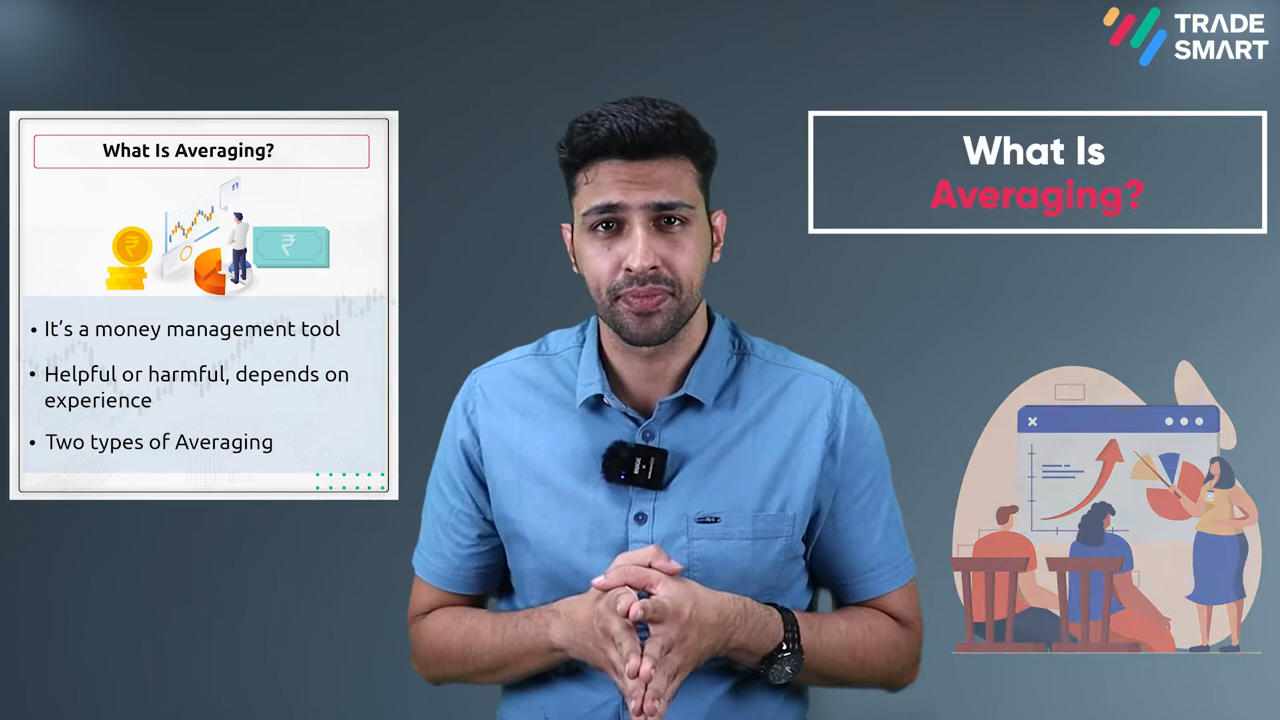 TRADE
SMART
What Is Averaging?
• It's a money management tool
• Helpful or harmful, depends on
experience
• Two types of Averaging
What Is
Averaging?